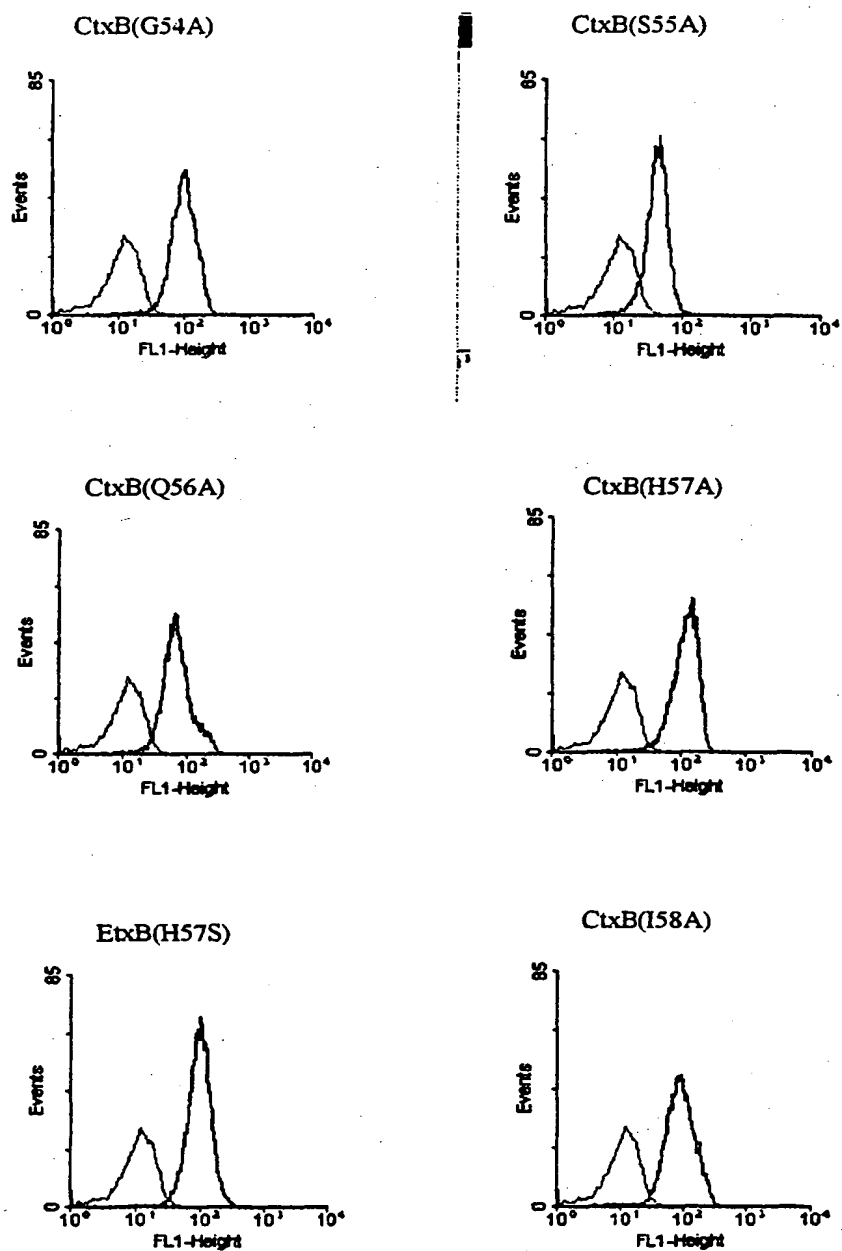 CtxB(G54A)
85
Events
0
10⁰ 10¹ 10² 10³ 10⁴
FL1-Height
CtxB(S55A)
85
Events
0
10⁰ 10¹ 10² 10³ 10⁴
FL1-Height
CtxB(Q56A)
85
Events
0
10⁰ 10¹ 10² 10³ 10⁴
FL1-Height
CtxB(H57A)
85
Events
0
10⁰ 10¹ 10² 10³ 10⁴
FL1-Height
EtxB(H57S)
85
Events
0
10⁰ 10¹ 10² 10³ 10⁴
FL1-Height
CtxB(I58A)
85
Events
0
10⁰ 10¹ 10² 10³ 10⁴
FL1-Height